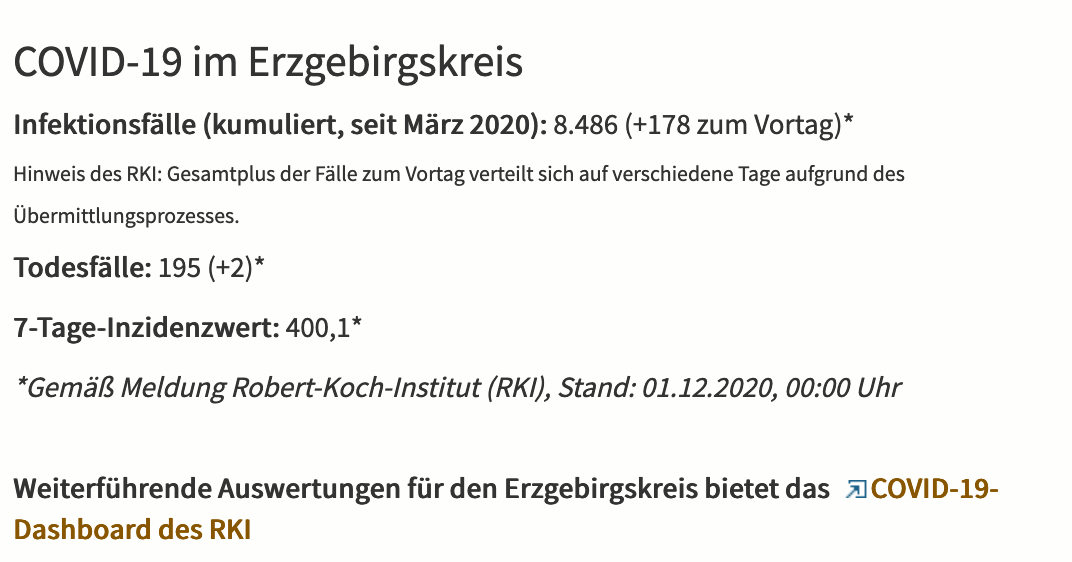 COVID-19 im Erzgebirgskreis
Infektionsfälle (kumuliert, seit März 2020): 8.486 (+178 zum Vortag)*
Hinweis des RKI: Gesamtplus der Fälle zum Vortag verteilt sich auf verschiedene Tage aufgrund des
Übermittlungsprozesses.
Todesfälle: 195 (+2)*
7-Tage-Inzidenzwert: 400,1*
*Gemäß Meldung Robert-Koch-Institut (RKI), Stand: 01.12.2020, 00:00 Uhr
Weiterführende Auswertungen für den Erzgebirgskreis bietet das COVID-19-
Dashboard des RKI